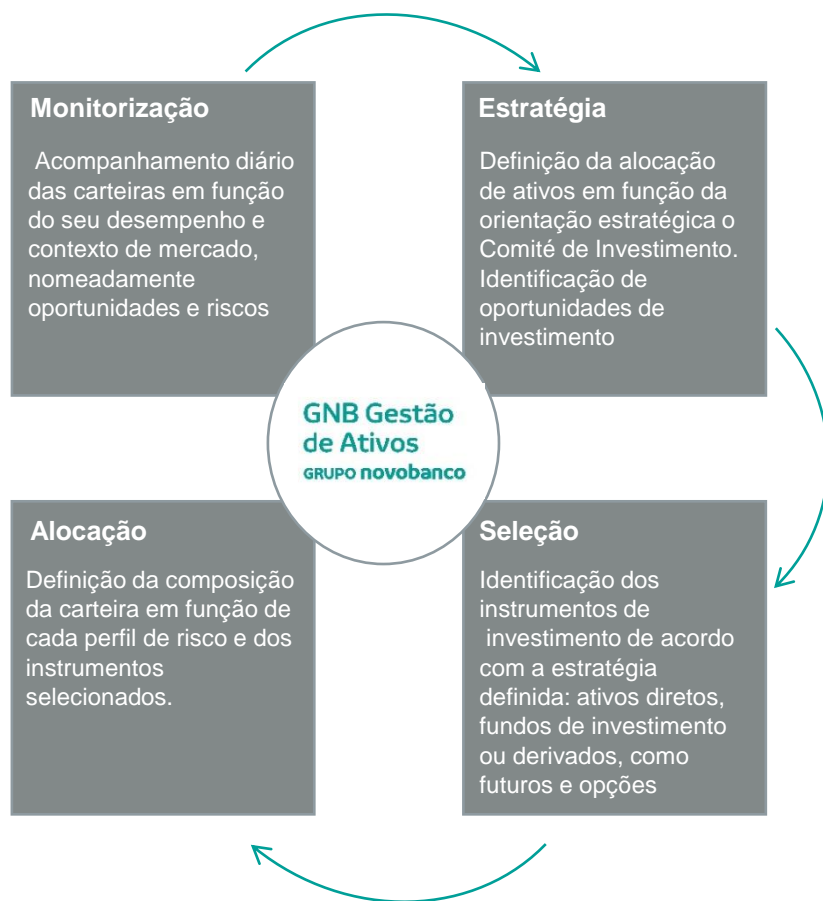 Monitorização
Acompanhamento diário
das carteiras em função
do seu desempenho e
contexto de mercado,
nomeadamente
oportunidades e riscos
Estratégia
Definição da alocação
de ativos em função da
orientação estratégica o
Comité de Investimento.
Identificação de
oportunidades de
investimento
GNB Gestão
de Ativos
GRUPO novobanco
Alocação
Definição da composição
da carteira em função de
cada perfil de risco e dos
instrumentos
selecionados.
Seleção
Identificação dos
instrumentos de
investimento de acordo
com a estratégia
definida: ativos diretos,
fundos de investimento
ou derivados, como
futuros e opções